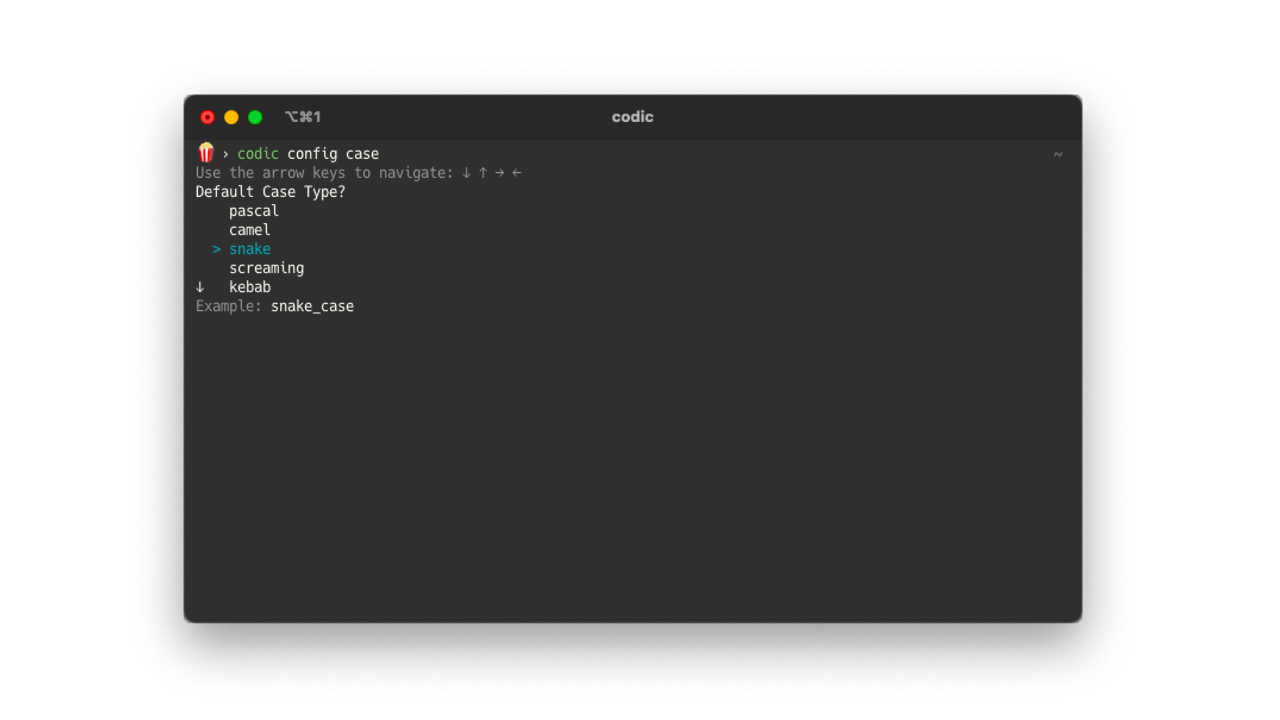 ⌥⌘1 codic
› codic config case ~
Use the arrow keys to navigate: ↓ ↑ → ←
Default Case Type?
pascal
camel
> snake
screaming
↓ kebab
Example: snake_case